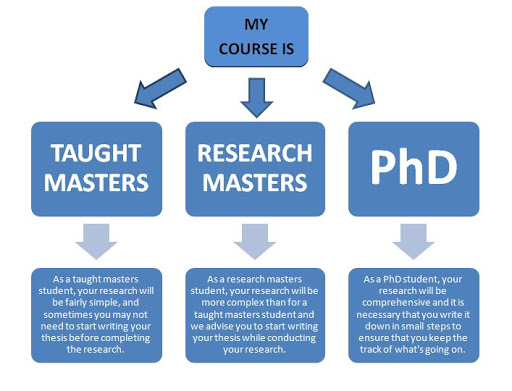 MY
COURSE IS
TAUGHT
MASTERS
RESEARCH
MASTERS
PhD
As a taught masters
student, your research will
be fairly simple, and
sometimes you may not
need to start writing your
thesis before completing
the research.
As a research masters
student, your research will be
more complex than for a
taught masters student and
we advise you to start writing
your thesis while conducting
your research.
As a PhD student, your
research will be
comprehensive and it is
necessary that you write it
down in small steps to
ensure that you keep the
track of what's going on.